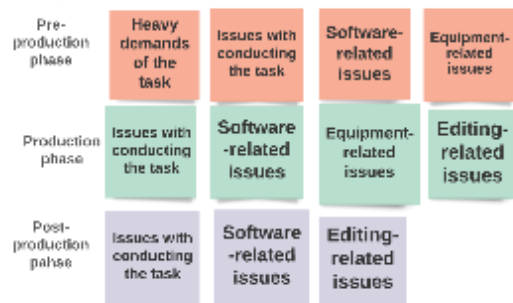 Pre-
production
phase
Heavy
demands
of the
task
Issues with
conducting
the task
Software-
related
issues
Equipment-
related
issues
Production
phase
Issues with
conducting
the task
Software
-related
issues
Equipment-
related
issues
Editing-
related
issues
Post-
production
pahse
Issues with
conducting
the task
Software
-related
issues
Editing-
related
issues